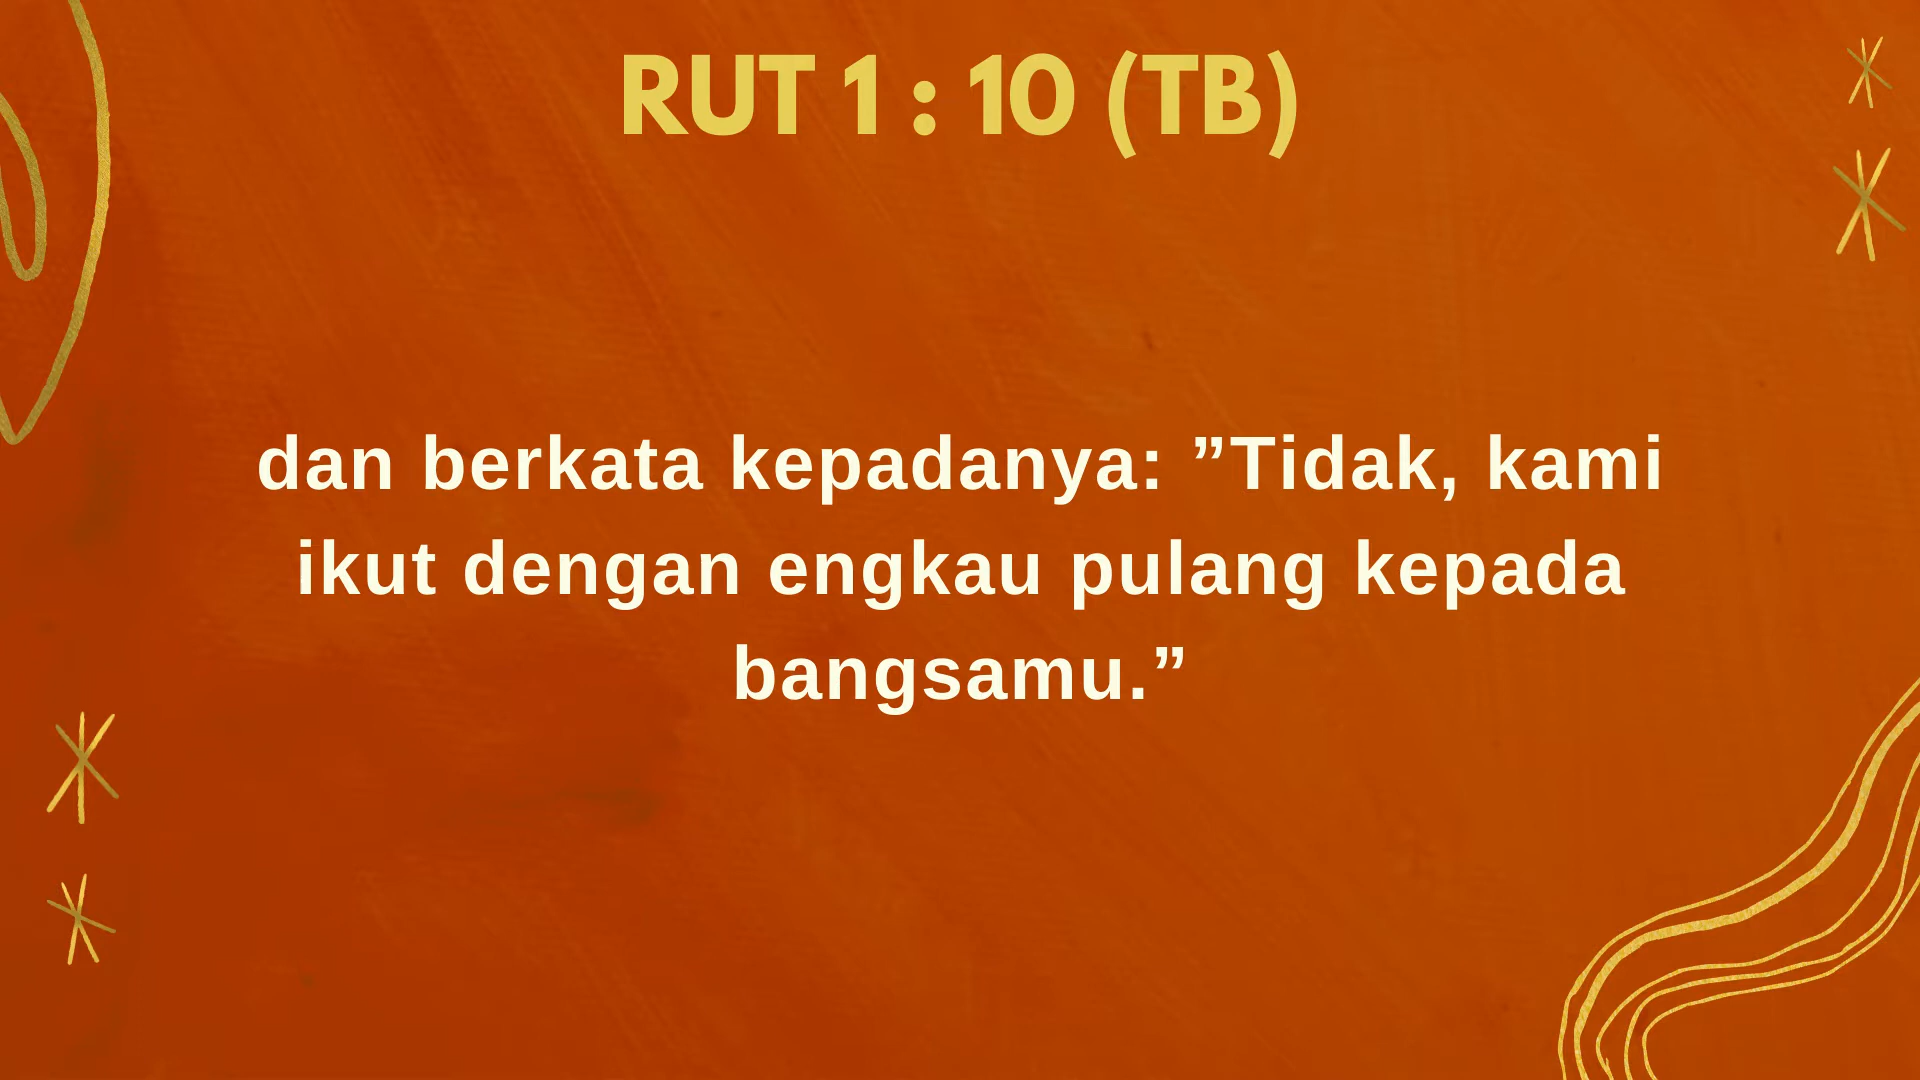 RUT 1 : 10 (TB)
dan berkata kepadanya: ”Tidak, kami
ikut dengan engkau pulang kepada
bangsamu.”